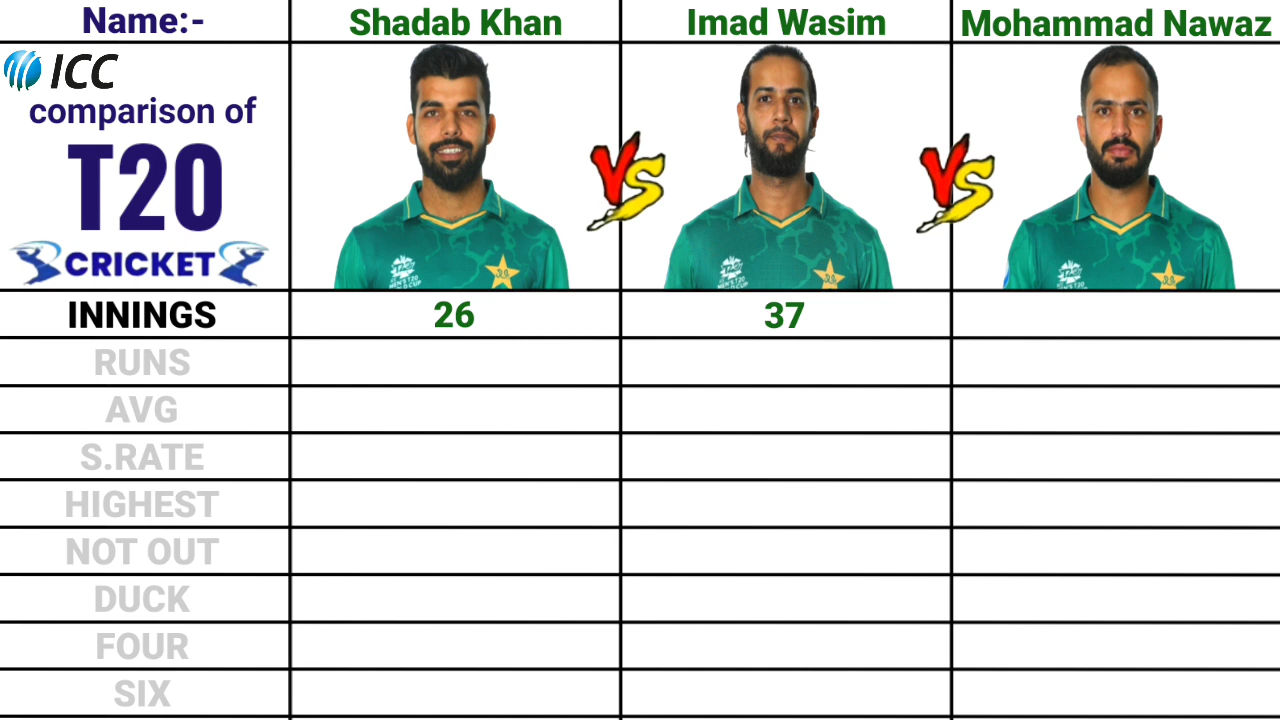 Name:- Shadab Khan Imad Wasim Mohammad Nawaz
ICC
comparison of
T20
CRICKET
VS VS
INNINGS 26 37
RUNS
AVG
S.RATE
HIGHEST
NOT OUT
DUCK
FOUR
SIX